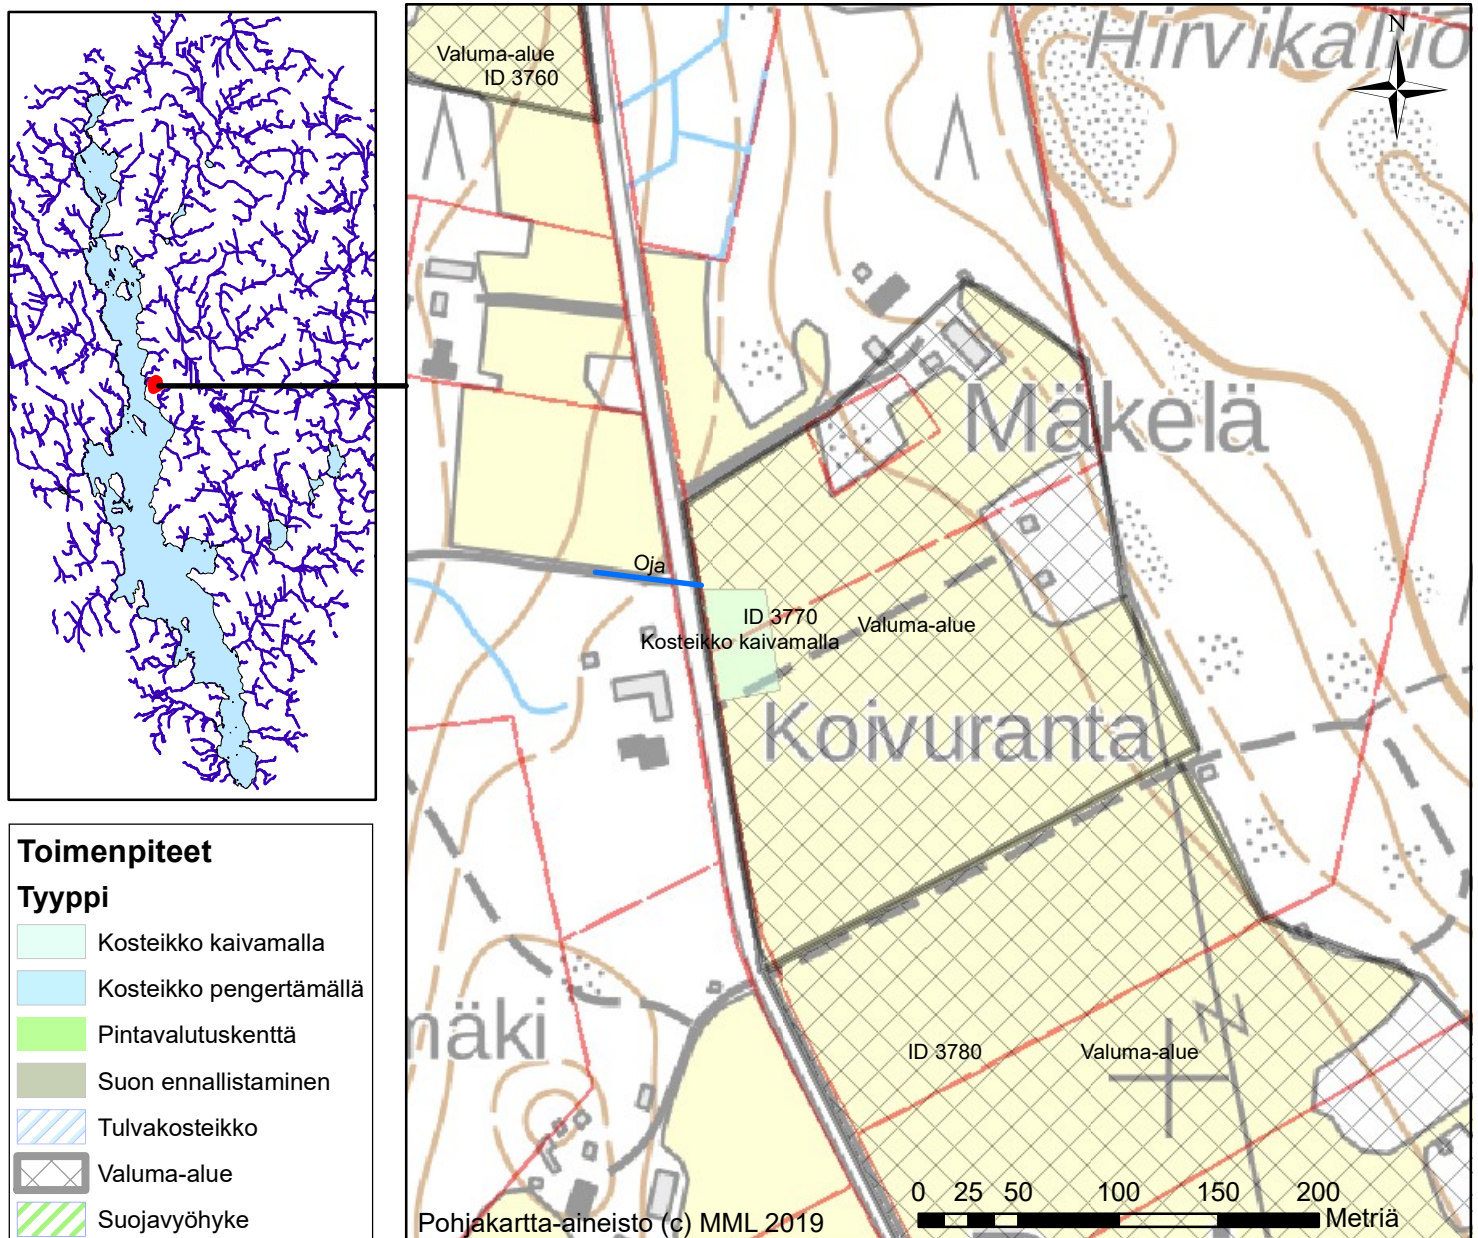 Valuma-alue
ID 3760
Hirvikallio
N
Mäkelä
Oja
ID 3770
Kosteikko kaivamalla
Valuma-alue
Koivuranta
mäki
ID 3780
Valuma-alue
0 25 50 100 150 200
Metriä
Pohjakartta-aineisto (c) MML 2019
Toimenpiteet
Tyyppi
Kosteikko kaivamalla
Kosteikko pengertämällä
Pintavalutuskenttä
Suon ennallistaminen
Tulvakosteikko
Valuma-alue
Suojavyöhyke